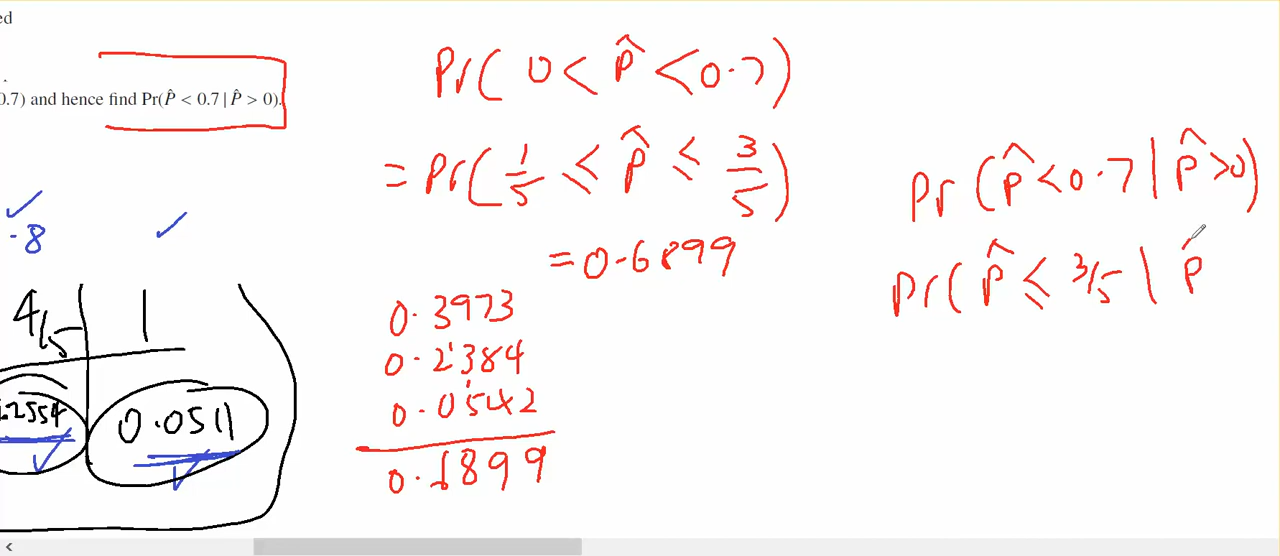 ed
.
0.7) and hence find Pr(P̂ < 0.7 | P̂ > 0).
Pr( 0 < P̂ < 0.7 )
= Pr( 1/5 ≤ P̂ ≤ 3/5 )
= 0.6899
0.3973
0.2384
0.0542
0.6899
Pr ( P̂ < 0.7 | P̂ > 0 )
Pr( P̂ ≤ 3/5 | P̂
.8
4/5 1
.2554 0.0511